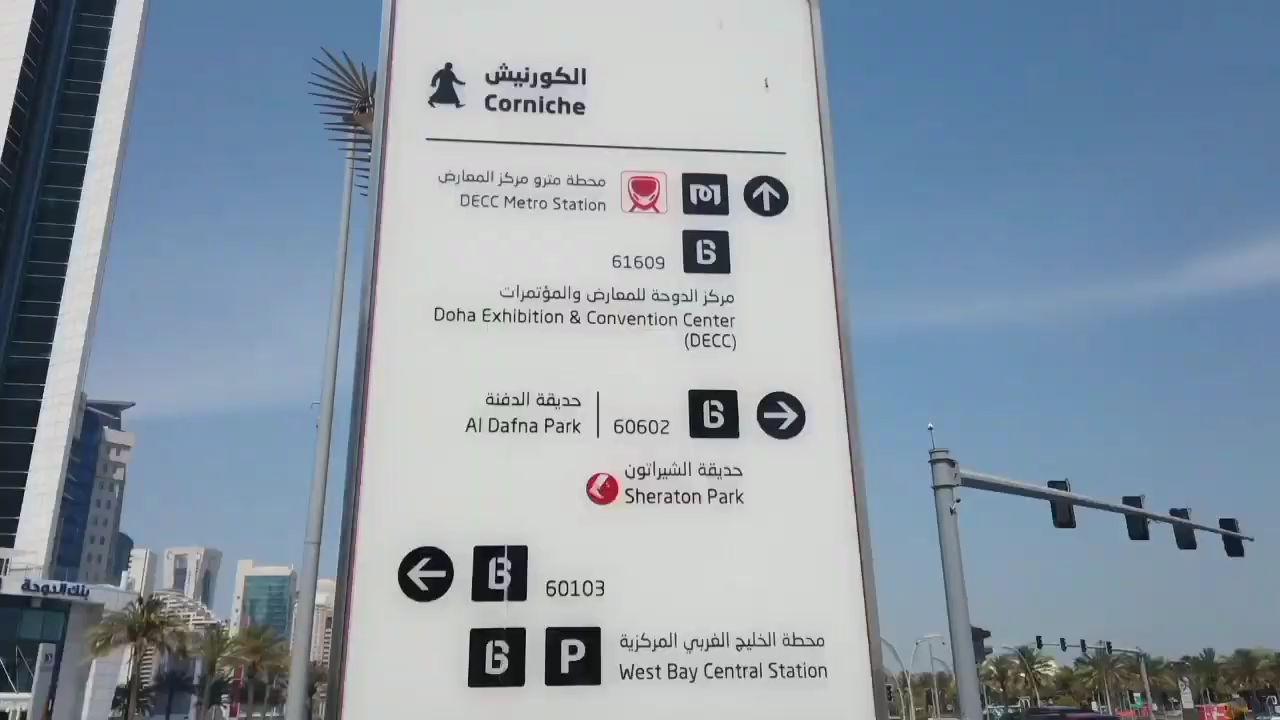 الكورنيش
Corniche
محطة مترو مركز المعارض
DECC Metro Station
61609
B
مركز الدوحة للمعارض والمؤتمرات
Doha Exhibition & Convention Center
(DECC)
حديقة الدفنة
Al Dafna Park
60602
B
حديقة الشيراتون
Sheraton Park
B
60103
B
P
محطة الخليج الغربي المركزية
West Bay Central Station
بنك الدوحة